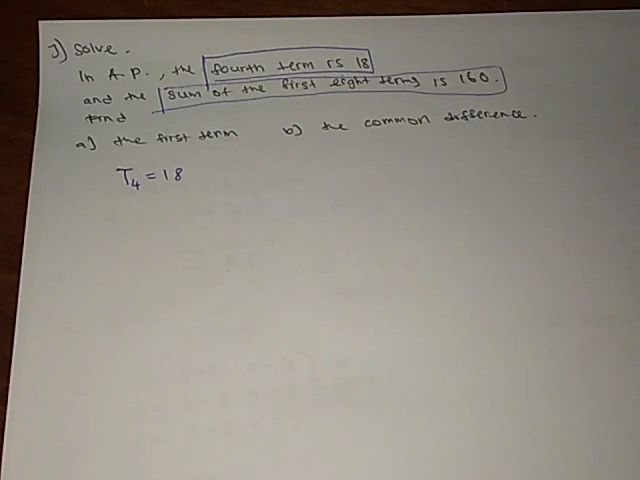 J) Solve.
In A.P., the fourth term is 18
and the sum of the first eight terms is 160.
find
a) the first term b) the common difference.
T4 = 18